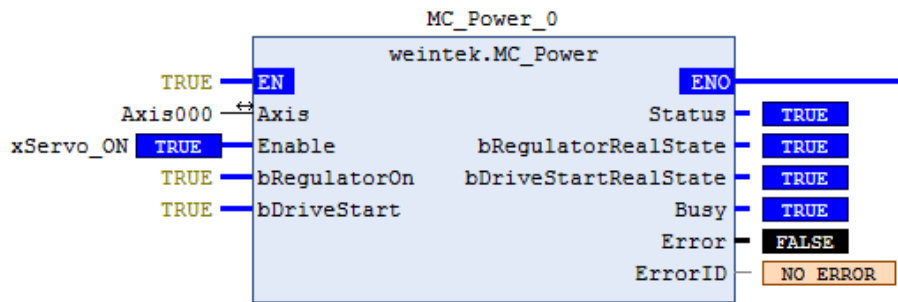 MC_Power_0
weintek.MC_Power
TRUE EN ENO
Axis000 Axis Status TRUE
xServo_ON TRUE Enable bRegulatorRealState TRUE
TRUE bRegulatorOn bDriveStartRealState TRUE
TRUE bDriveStart Busy TRUE
Error FALSE
ErrorID NO ERROR